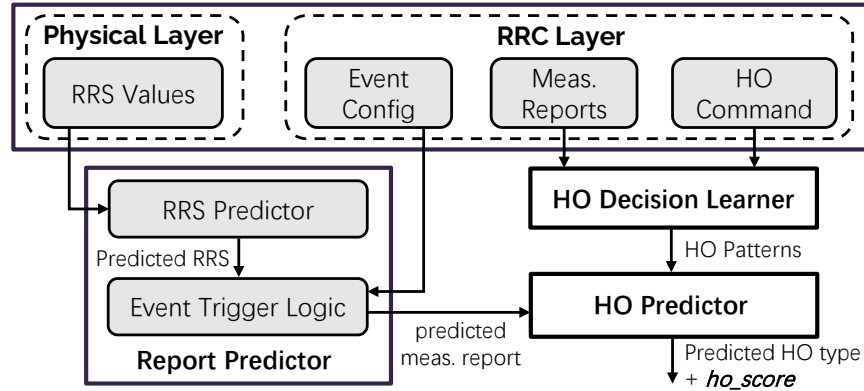 Physical Layer
RRC Layer
RRS Values
Event
Config
Meas.
Reports
HO
Command
RRS Predictor
Predicted RRS
Event Trigger Logic
Report Predictor
predicted
meas. report
HO Decision Learner
HO Patterns
HO Predictor
Predicted HO type
+ ho_score